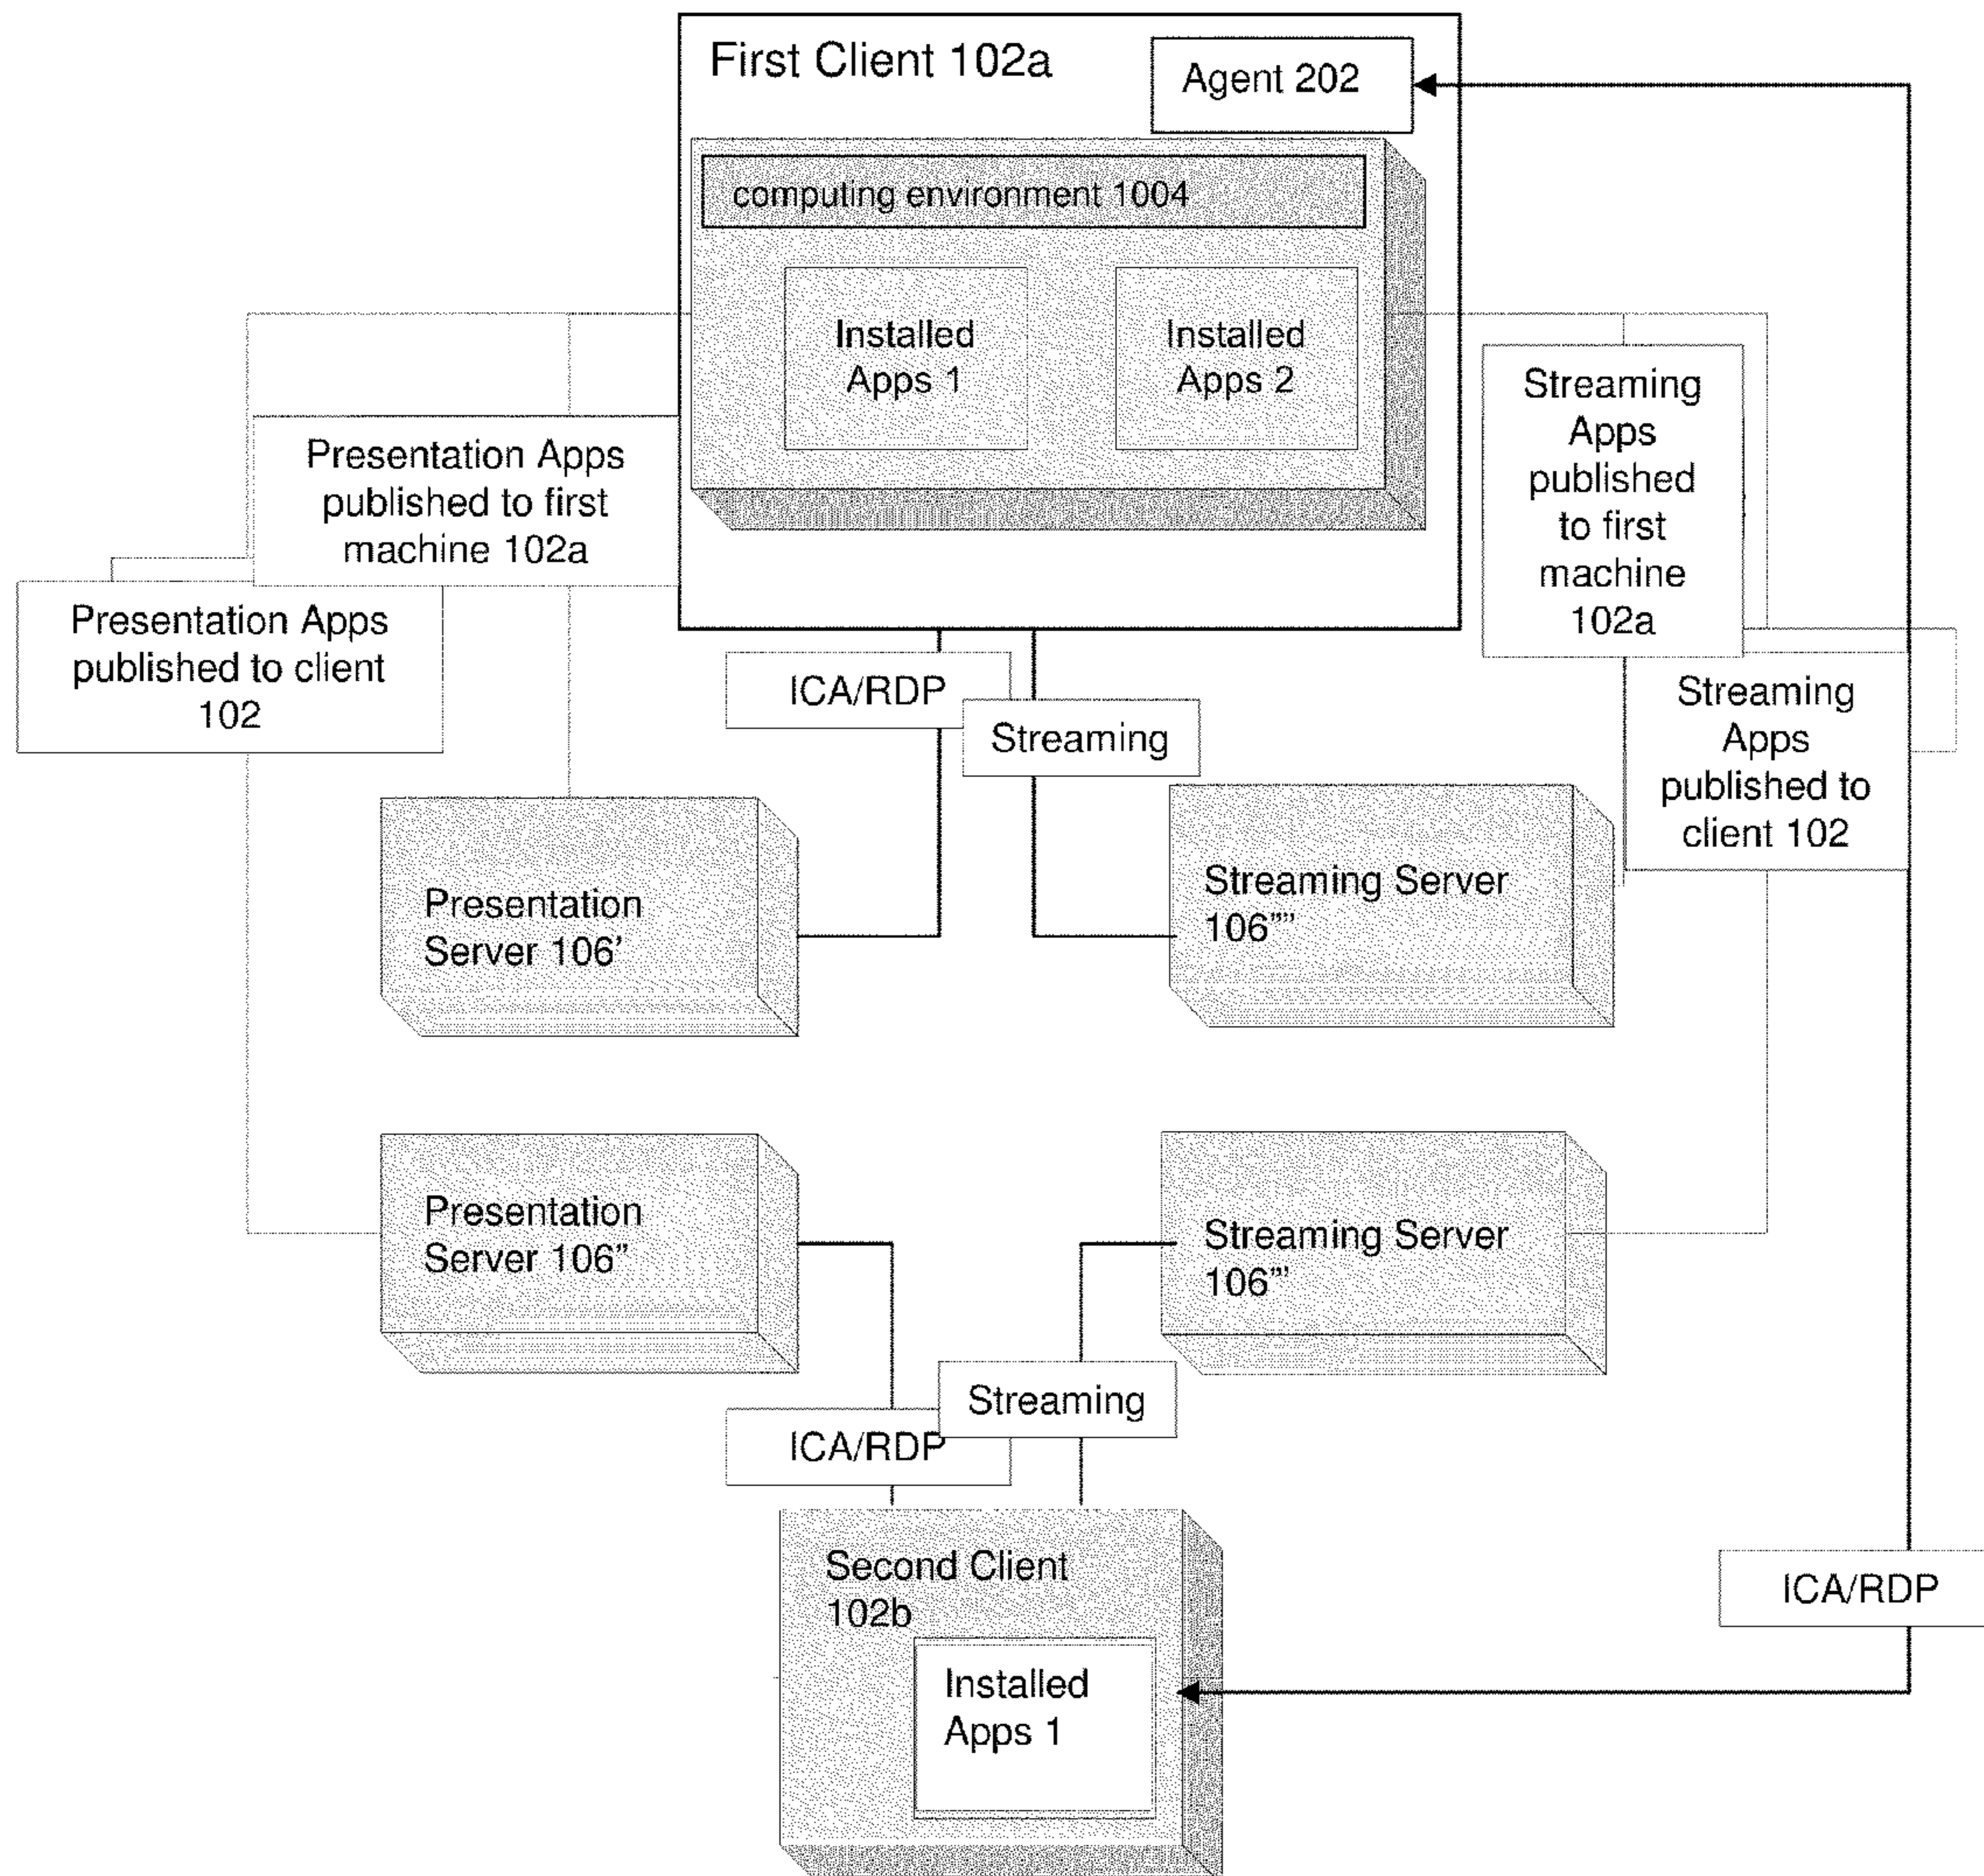 First Client 102a
Agent 202
computing environment 1004
Installed
Apps 1
Installed
Apps 2
Presentation Apps
published to first
machine 102a
Streaming
Apps
published
to first
machine
102a
Presentation Apps
published to client
102
ICA/RDP
Streaming
Streaming
Apps
published to
client 102
Presentation
Server 106’
Streaming Server
106””
Presentation
Server 106”
Streaming Server
106”’
Streaming
ICA/RDP
Second Client
102b
Installed
Apps 1
ICA/RDP